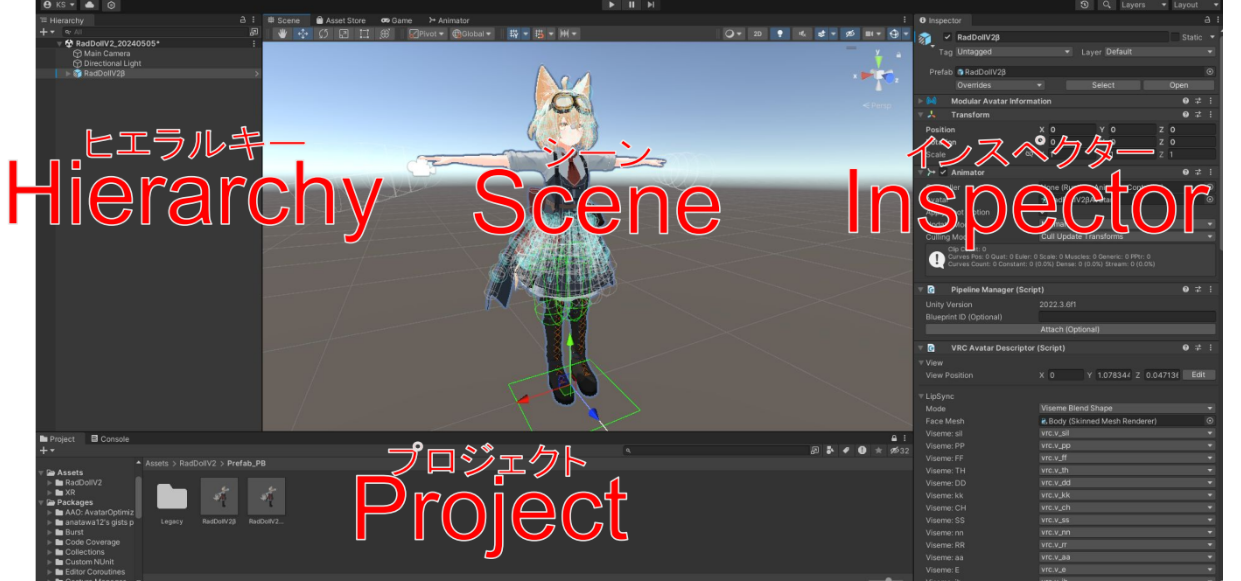 KS
Layers
Layout
Hierarchy
All
RadDollV2_20240505*
Main Camera
Directional Light
RadDollV2β
Scene
Asset Store
Game
Animator
Pivot
Global
2D
Persp
ヒエラルキー
Hierarchy
シーン
Scene
Inspector
RadDollV2β
Static
Tag Untagged
Layer Default
Prefab RadDollV2β
Overrides
Select
Open
Modular Avatar Information
Transform
Position X 0 Y 0 Z 0
Scale
Z 1
インスペクター
Inspector
Animator
Avatar
Culling Mo
Cull Update Transforms
Clip Count: 0
Curves Pos: 0 Quat: 0 Euler: 0 Scale: 0 Muscles: 0 Generic: 0 PPtr: 0
Curves Count: 0 Constant: 0 (0.0%) Dense: 0 (0.0%) Stream: 0 (0.0%)
Pipeline Manager (Script)
Unity Version 2022.3.6f1
Blueprint ID (Optional)
Attach (Optional)
VRC Avatar Descriptor (Script)
View
View Position X 0 Y 1.078344 Z 0.04713 Edit
LipSync
Mode Viseme Blend Shape
Face Mesh Body (Skinned Mesh Renderer)
Viseme: sil vrc.v_sil
Viseme: PP vrc.v_pp
Viseme: FF vrc.v_ff
Viseme: TH vrc.v_th
Viseme: DD vrc.v_dd
Viseme: kk vrc.v_kk
Viseme: CH vrc.v_ch
Viseme: SS vrc.v_ss
Viseme: nn vrc.v_nn
Viseme: RR vrc.v_rr
Viseme: aa vrc.v_aa
Viseme: E vrc.v_e
Project
Console
32
Assets
RadDollV2
XR
Packages
AAO: AvatarOptimiz
anatawa12's gists p
Burst
Code Coverage
Collections
Custom NUnit
Editor Coroutines
Assets > RadDollV2 > Prefab_PB
Legacy
RadDollV2β
RadDollV2...
プロジェクト
Project